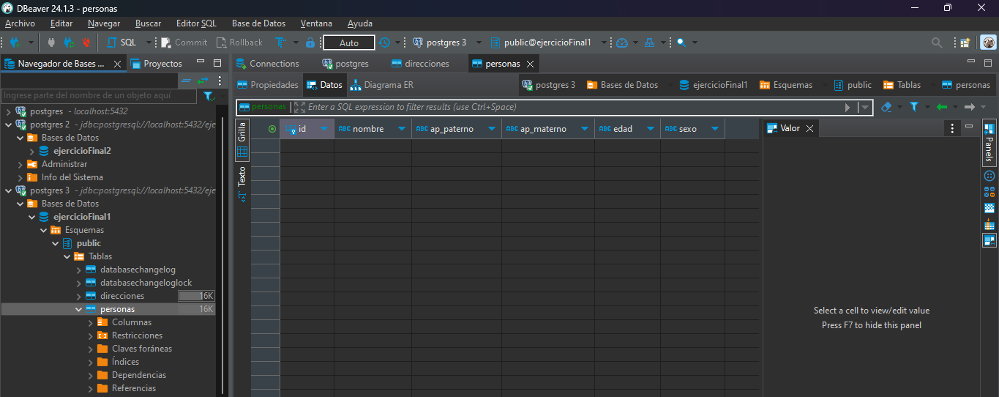 DBeaver 24.1.3 - personas
Archivo Editar Navegar Buscar Editor SQL Base de Datos Ventana Ayuda
SQL Commit Rollback Auto postgres 3 public@ejercicioFinal1
Navegador de Bases ... Proyectos
Ingrese parte del nombre de un objeto aquí
postgres - localhost:5432
postgres 2 - jdbc:postgresql://localhost:5432/eje
Bases de Datos
ejercicioFinal2
Administrar
Info del Sistema
postgres 3 - jdbc:postgresql://localhost:5432/eje
Bases de Datos
ejercicioFinal1
Esquemas
public
Tablas
databasechangelog
databasechangeloglock
direcciones 16K
personas 16K
Columnas
Restricciones
Claves foráneas
Índices
Dependencias
Referencias
Connections postgres direcciones personas
Propiedades Datos Diagrama ER postgres 3 Bases de Datos ejercicioFinal1 Esquemas public Tablas personas
personas Enter a SQL expression to filter results (use Ctrl+Space)
Grilla
Texto
id ABC nombre ABC ap_paterno ABC ap_materno ABC edad ABC sexo
Valor
Select a cell to view/edit value
Press F7 to hide this panel
Panels